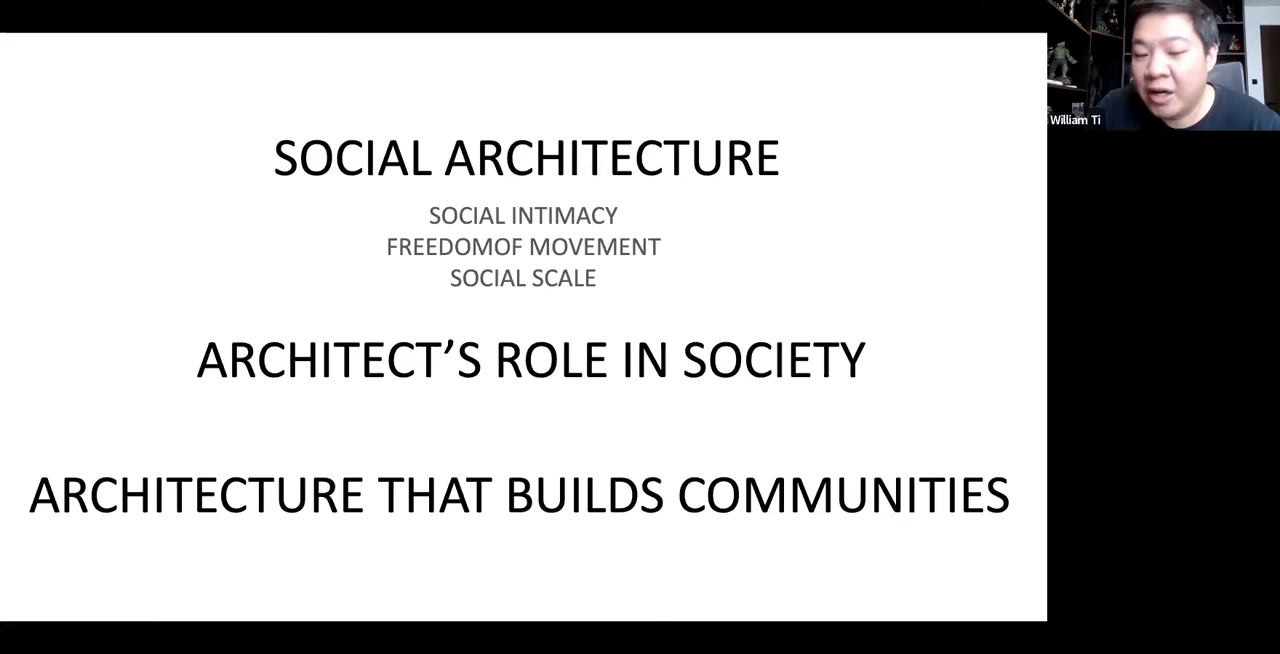 SOCIAL ARCHITECTURE
SOCIAL INTIMACY
FREEDOMOF MOVEMENT
SOCIAL SCALE
ARCHITECT’S ROLE IN SOCIETY
ARCHITECTURE THAT BUILDS COMMUNITIES
William Ti